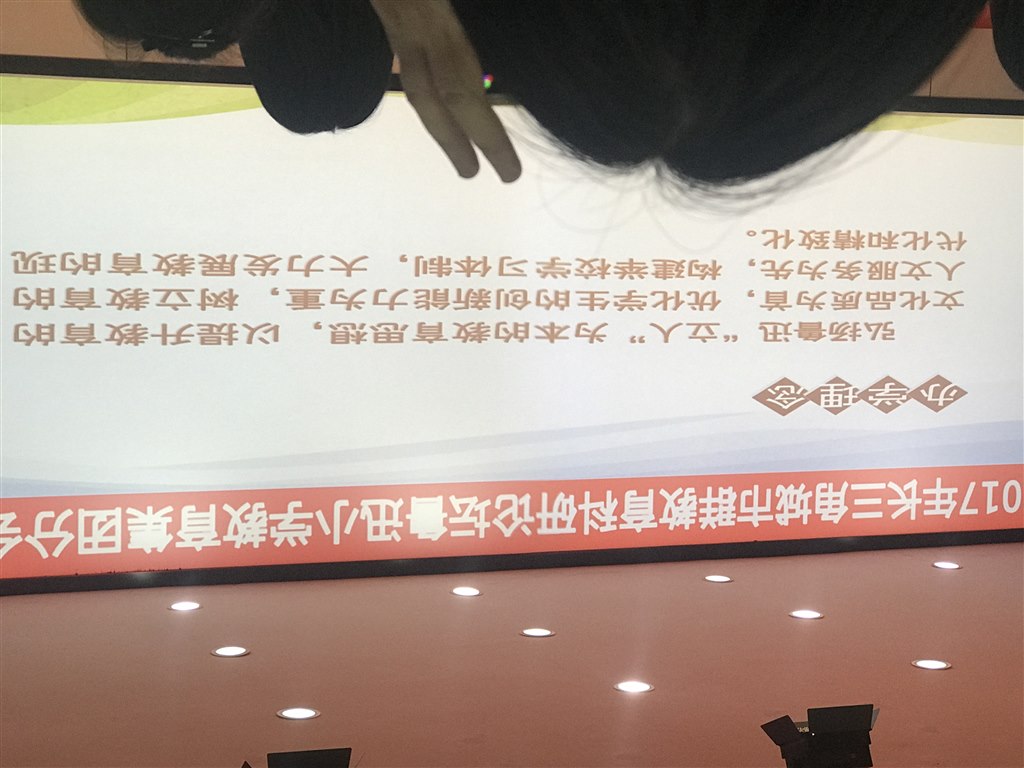 017年长三角城市群教育科研论坛鲁迅小学教育集团分会
办学理念
弘扬鲁迅“立人”为本的教育思想，以提升教育的
文化品质为首，优化学生的创新能力为重，树立教育的
人文服务为先，构建举校学习体制，大力发展教育的现
代化和精致化。